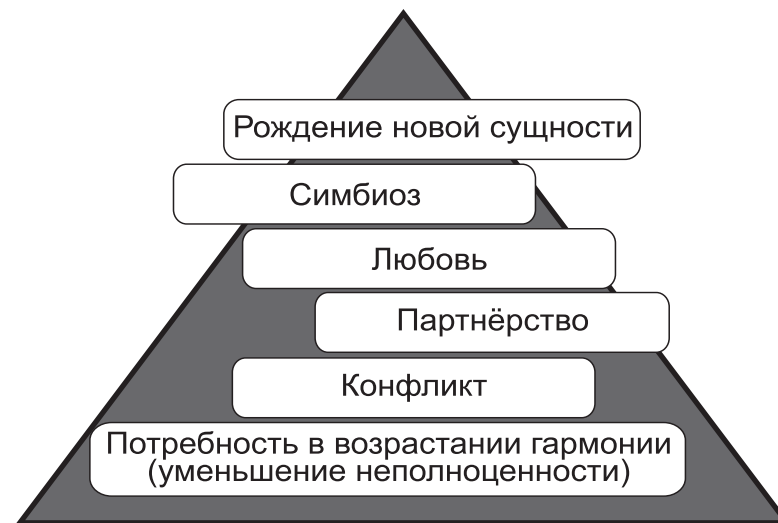 Рождение новой сущности
Симбиоз
Любовь
Партнёрство
Конфликт
Потребность в возрастании гармонии
(уменьшение неполноценности)